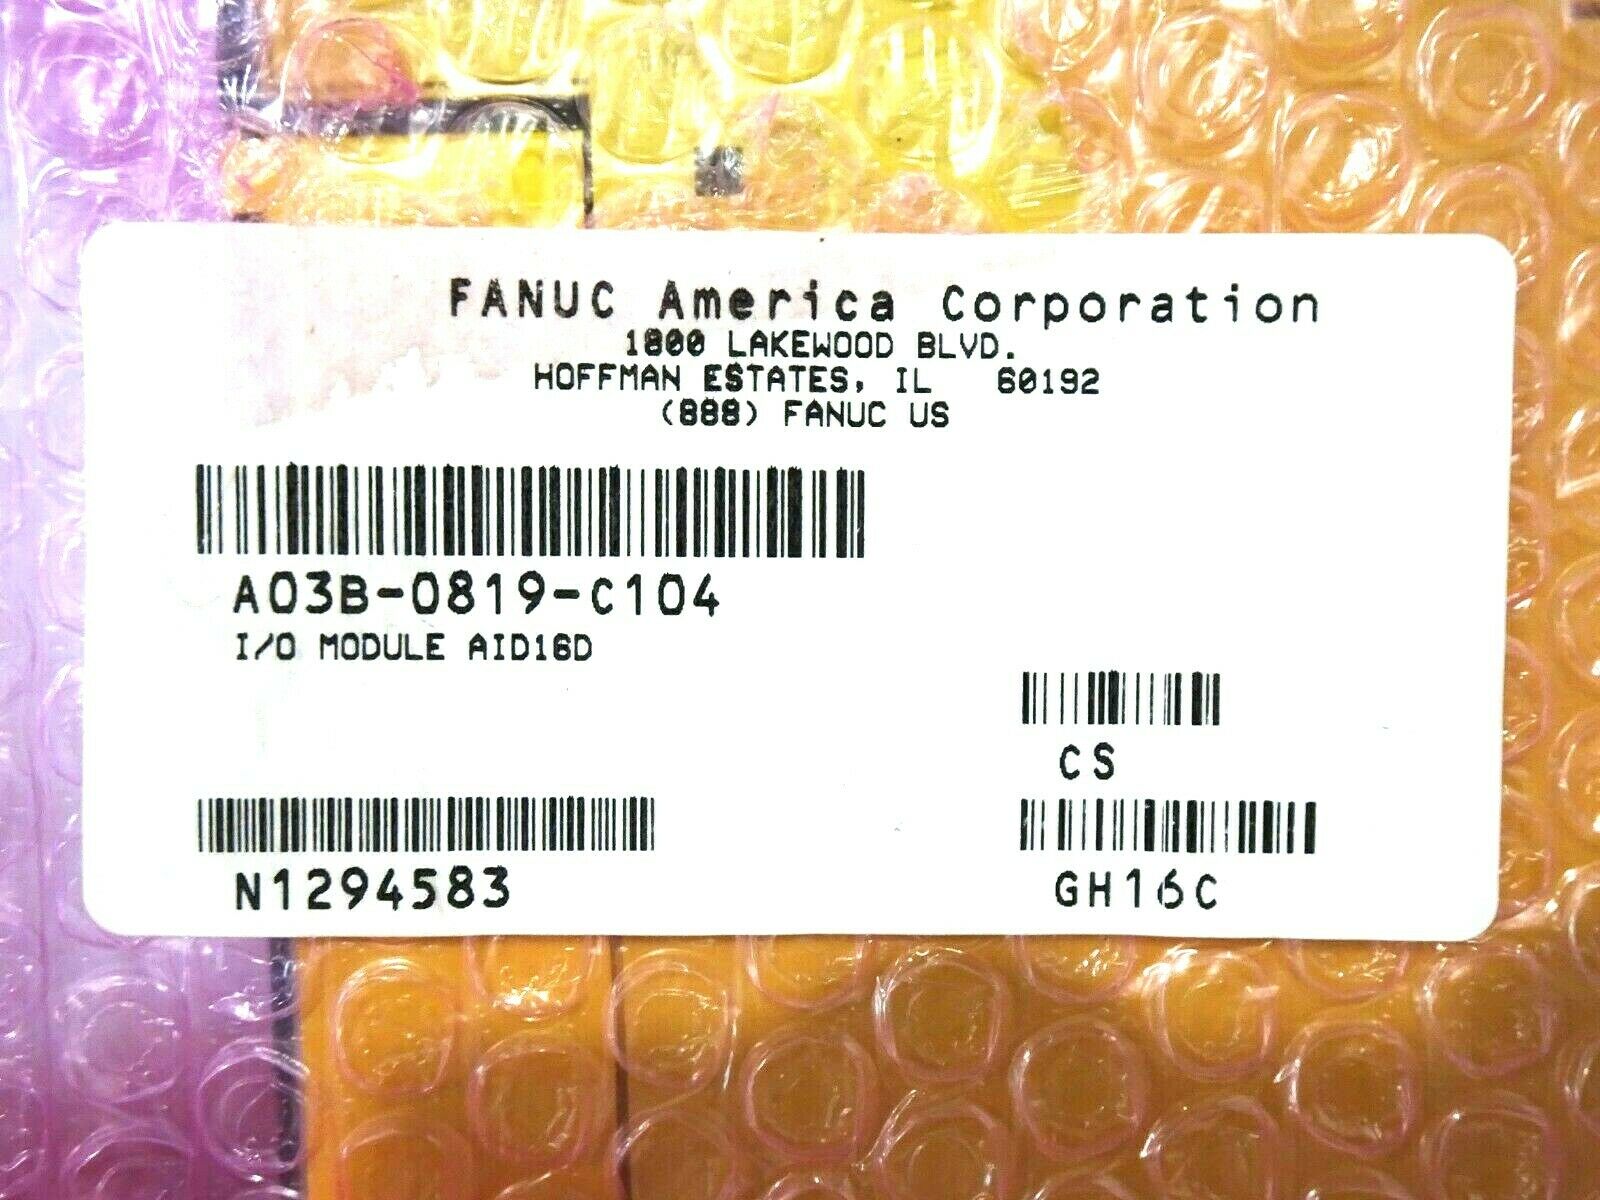 FANUC America Corporation
1800 LAKEWOOD BLVD.
HOFFMAN ESTATES, IL 60192
(888) FANUC US
A03B-0819-C104
I/O MODULE AID16D
CS
N1294583
GH16C